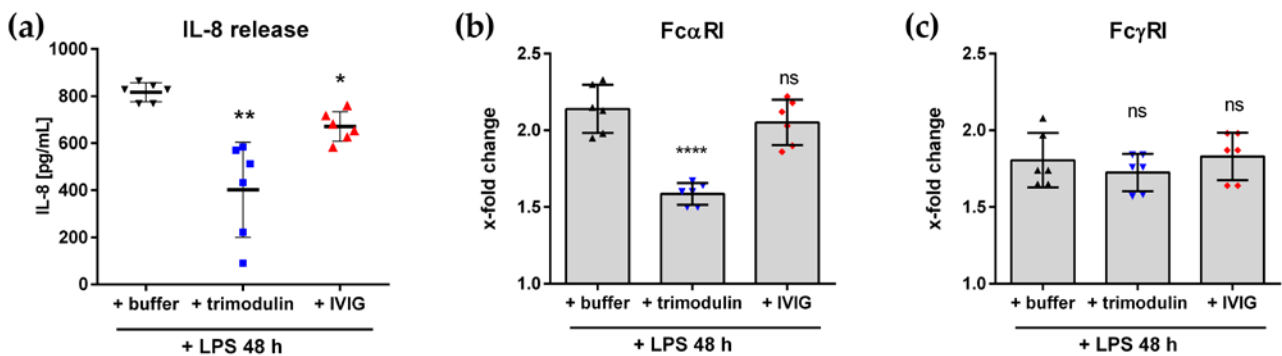 (a)
IL-8 release
IL-8 [pg/mL]
1000
800
600
400
200
0
**
*
+ buffer + trimodulin + IVIG
+ LPS 48 h
(b)
FcαRI
x-fold change
2.5
2.0
1.5
1.0
****
ns
+ buffer + trimodulin + IVIG
+ LPS 48 h
(c)
FcγRI
x-fold change
2.5
2.0
1.5
1.0
ns
ns
+ buffer + trimodulin + IVIG
+ LPS 48 h